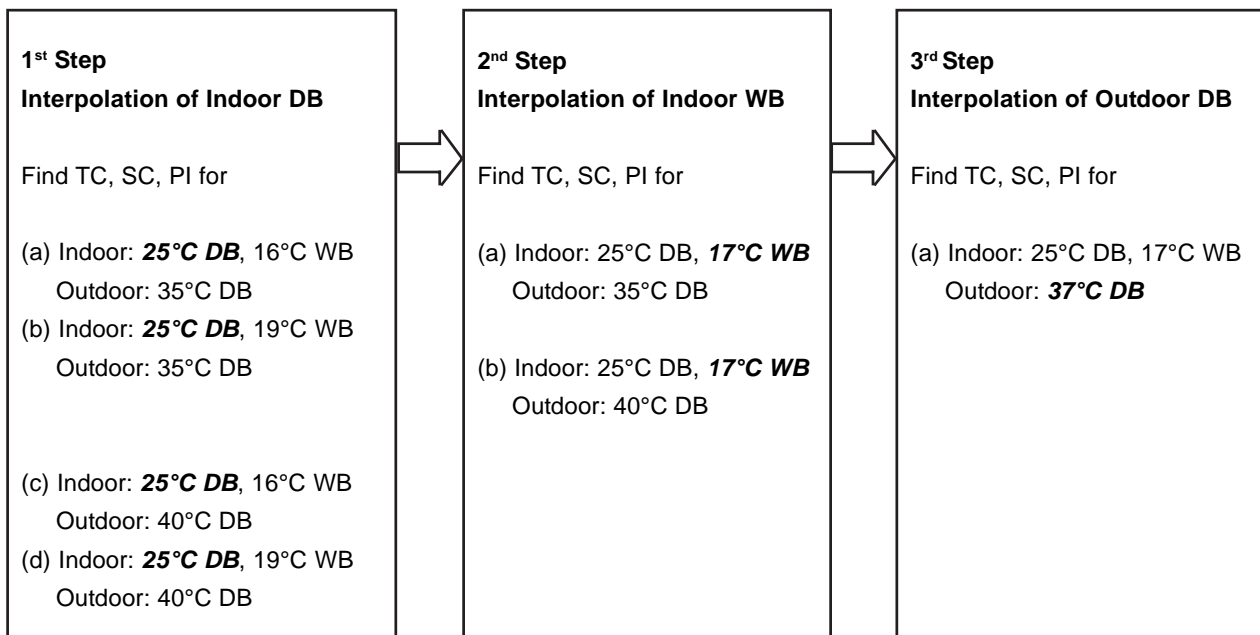 1st Step
Interpolation of Indoor DB
Find TC, SC, PI for
(a) Indoor: 25°C DB, 16°C WB
Outdoor: 35°C DB
(b) Indoor: 25°C DB, 19°C WB
Outdoor: 35°C DB
(c) Indoor: 25°C DB, 16°C WB
Outdoor: 40°C DB
(d) Indoor: 25°C DB, 19°C WB
Outdoor: 40°C DB
2nd Step
Interpolation of Indoor WB
Find TC, SC, PI for
(a) Indoor: 25°C DB, 17°C WB
Outdoor: 35°C DB
(b) Indoor: 25°C DB, 17°C WB
Outdoor: 40°C DB
3rd Step
Interpolation of Outdoor DB
Find TC, SC, PI for
(a) Indoor: 25°C DB, 17°C WB
Outdoor: 37°C DB